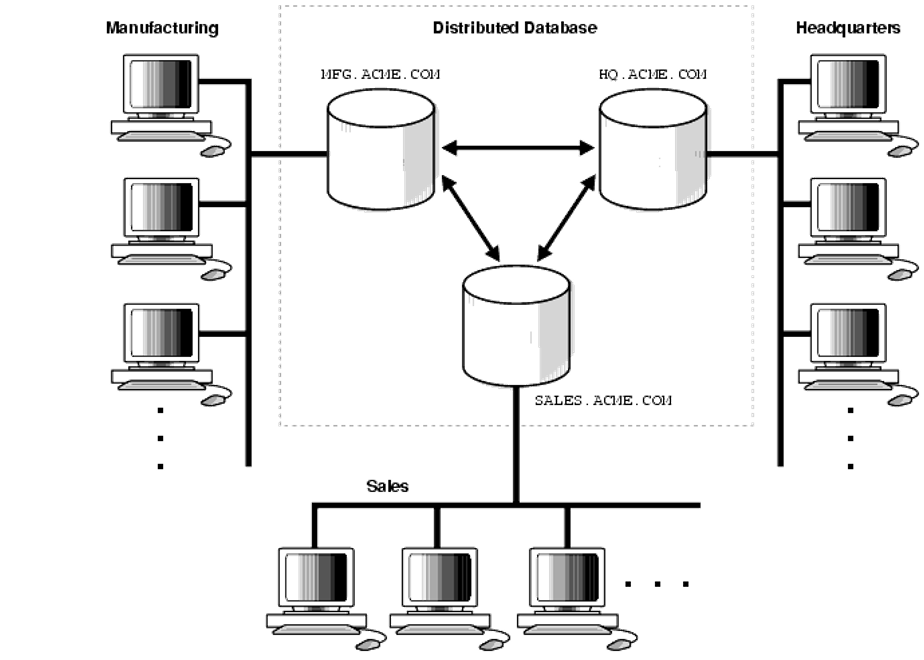 Manufacturing
Distributed Database
Headquarters
MFG.ACME.COM
HQ.ACME.COM
SALES.ACME.COM
Sales